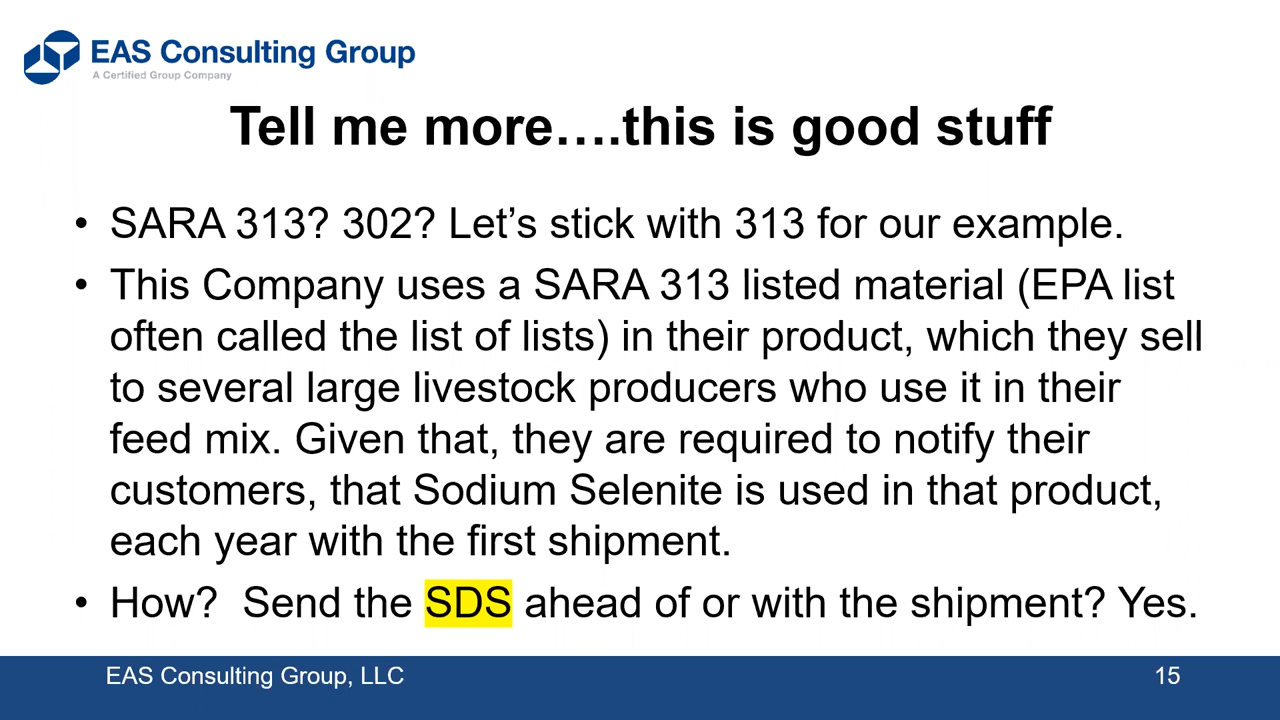 EAS Consulting Group
A Certified Group Company
Tell me more….this is good stuff
• SARA 313? 302? Let’s stick with 313 for our example.
• This Company uses a SARA 313 listed material (EPA list
often called the list of lists) in their product, which they sell
to several large livestock producers who use it in their
feed mix. Given that, they are required to notify their
customers, that Sodium Selenite is used in that product,
each year with the first shipment.
• How?  Send the SDS ahead of or with the shipment? Yes.
EAS Consulting Group, LLC
15